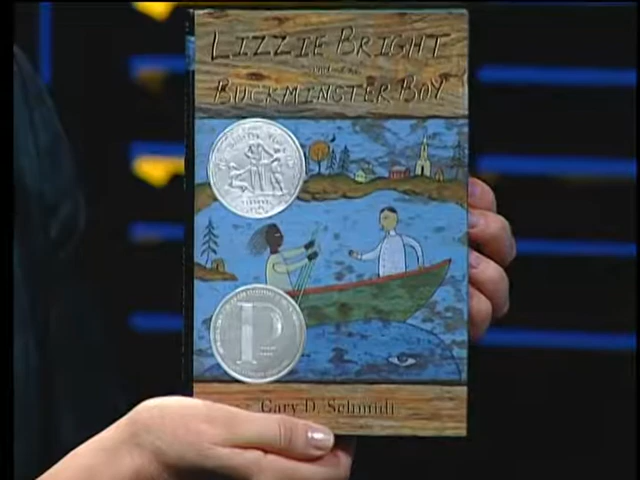 LIZZIE BRIGHT
and the
BUCKMINSTER BOY
P
Gary D. Schmidt